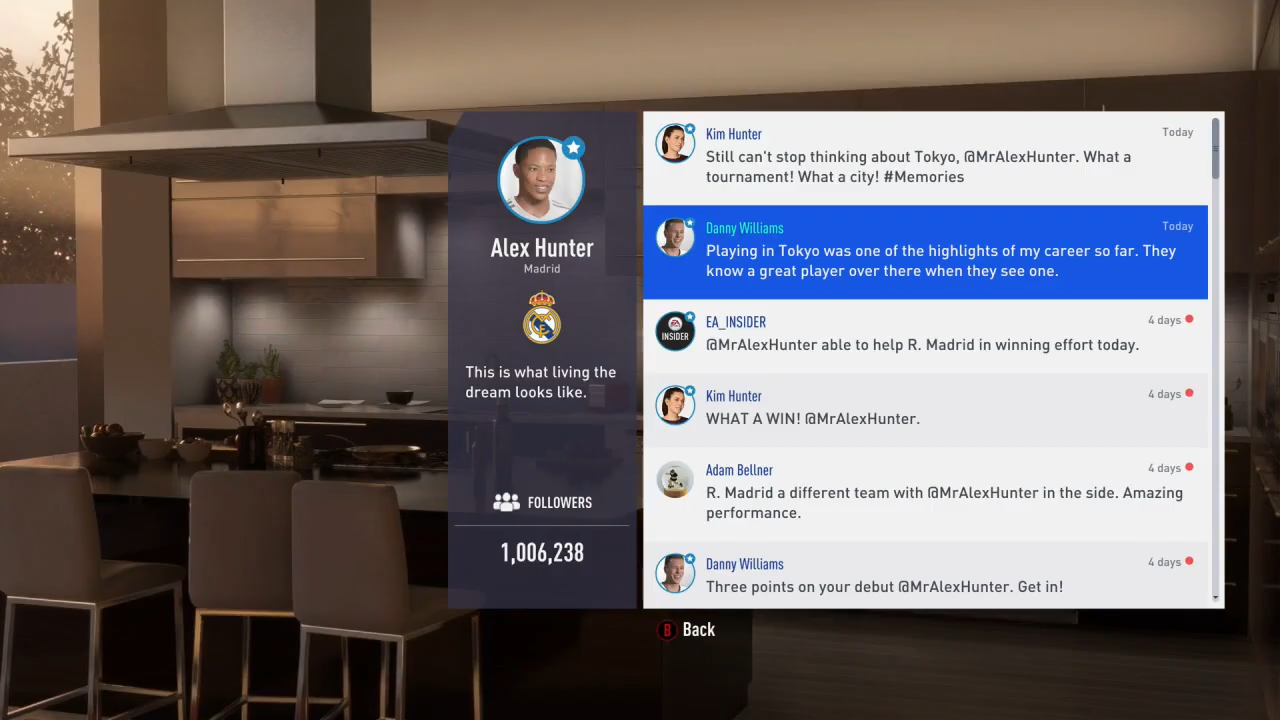 Alex Hunter
Madrid
This is what living the
dream looks like.
FOLLOWERS
1,006,238
Kim Hunter
Today
Still can't stop thinking about Tokyo, @MrAlexHunter. What a
tournament! What a city! #Memories
Danny Williams
Today
Playing in Tokyo was one of the highlights of my career so far. They
know a great player over there when they see one.
EA
INSIDER
EA_INSIDER
4 days
@MrAlexHunter able to help R. Madrid in winning effort today.
Kim Hunter
4 days
WHAT A WIN! @MrAlexHunter.
Adam Bellner
4 days
R. Madrid a different team with @MrAlexHunter in the side. Amazing
performance.
Danny Williams
4 days
Three points on your debut @MrAlexHunter. Get in!
B Back